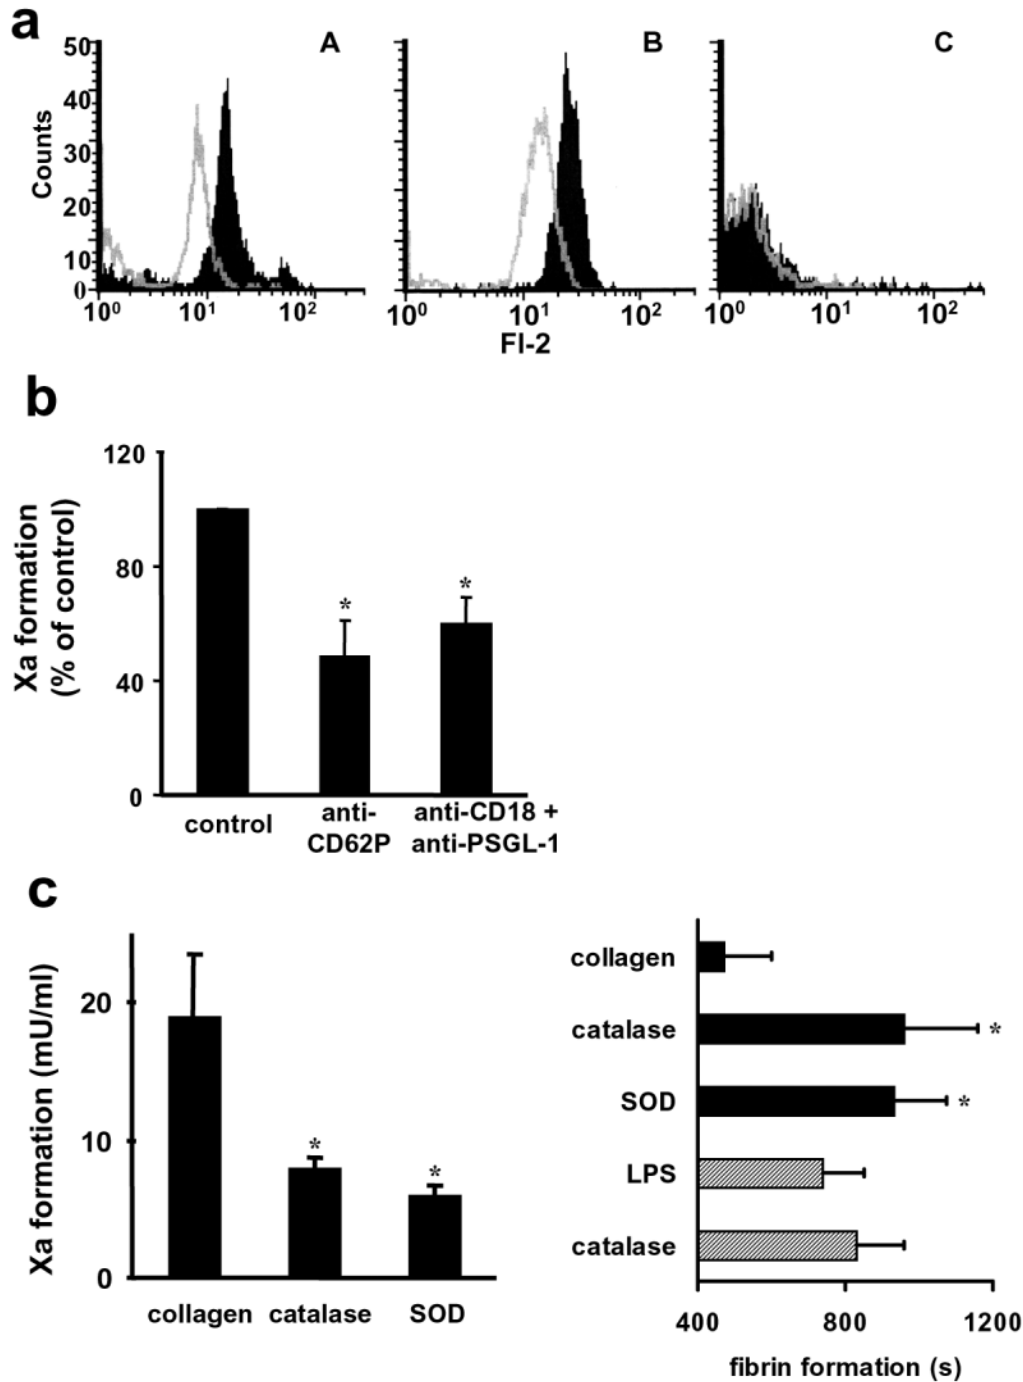 a
A
B
C
Counts
50
40
30
20
10
0
10⁰ 10¹ 10²
10⁰ 10¹ 10²
10⁰ 10¹ 10²
Fl-2
b
Xa formation
(% of control)
120
80
40
0
*
*
control
anti-
CD62P
anti-CD18 +
anti-PSGL-1
c
Xa formation (mU/ml)
20
10
0
*
*
collagen catalase SOD
collagen
catalase *
SOD *
LPS
catalase
400 800 1200
fibrin formation (s)